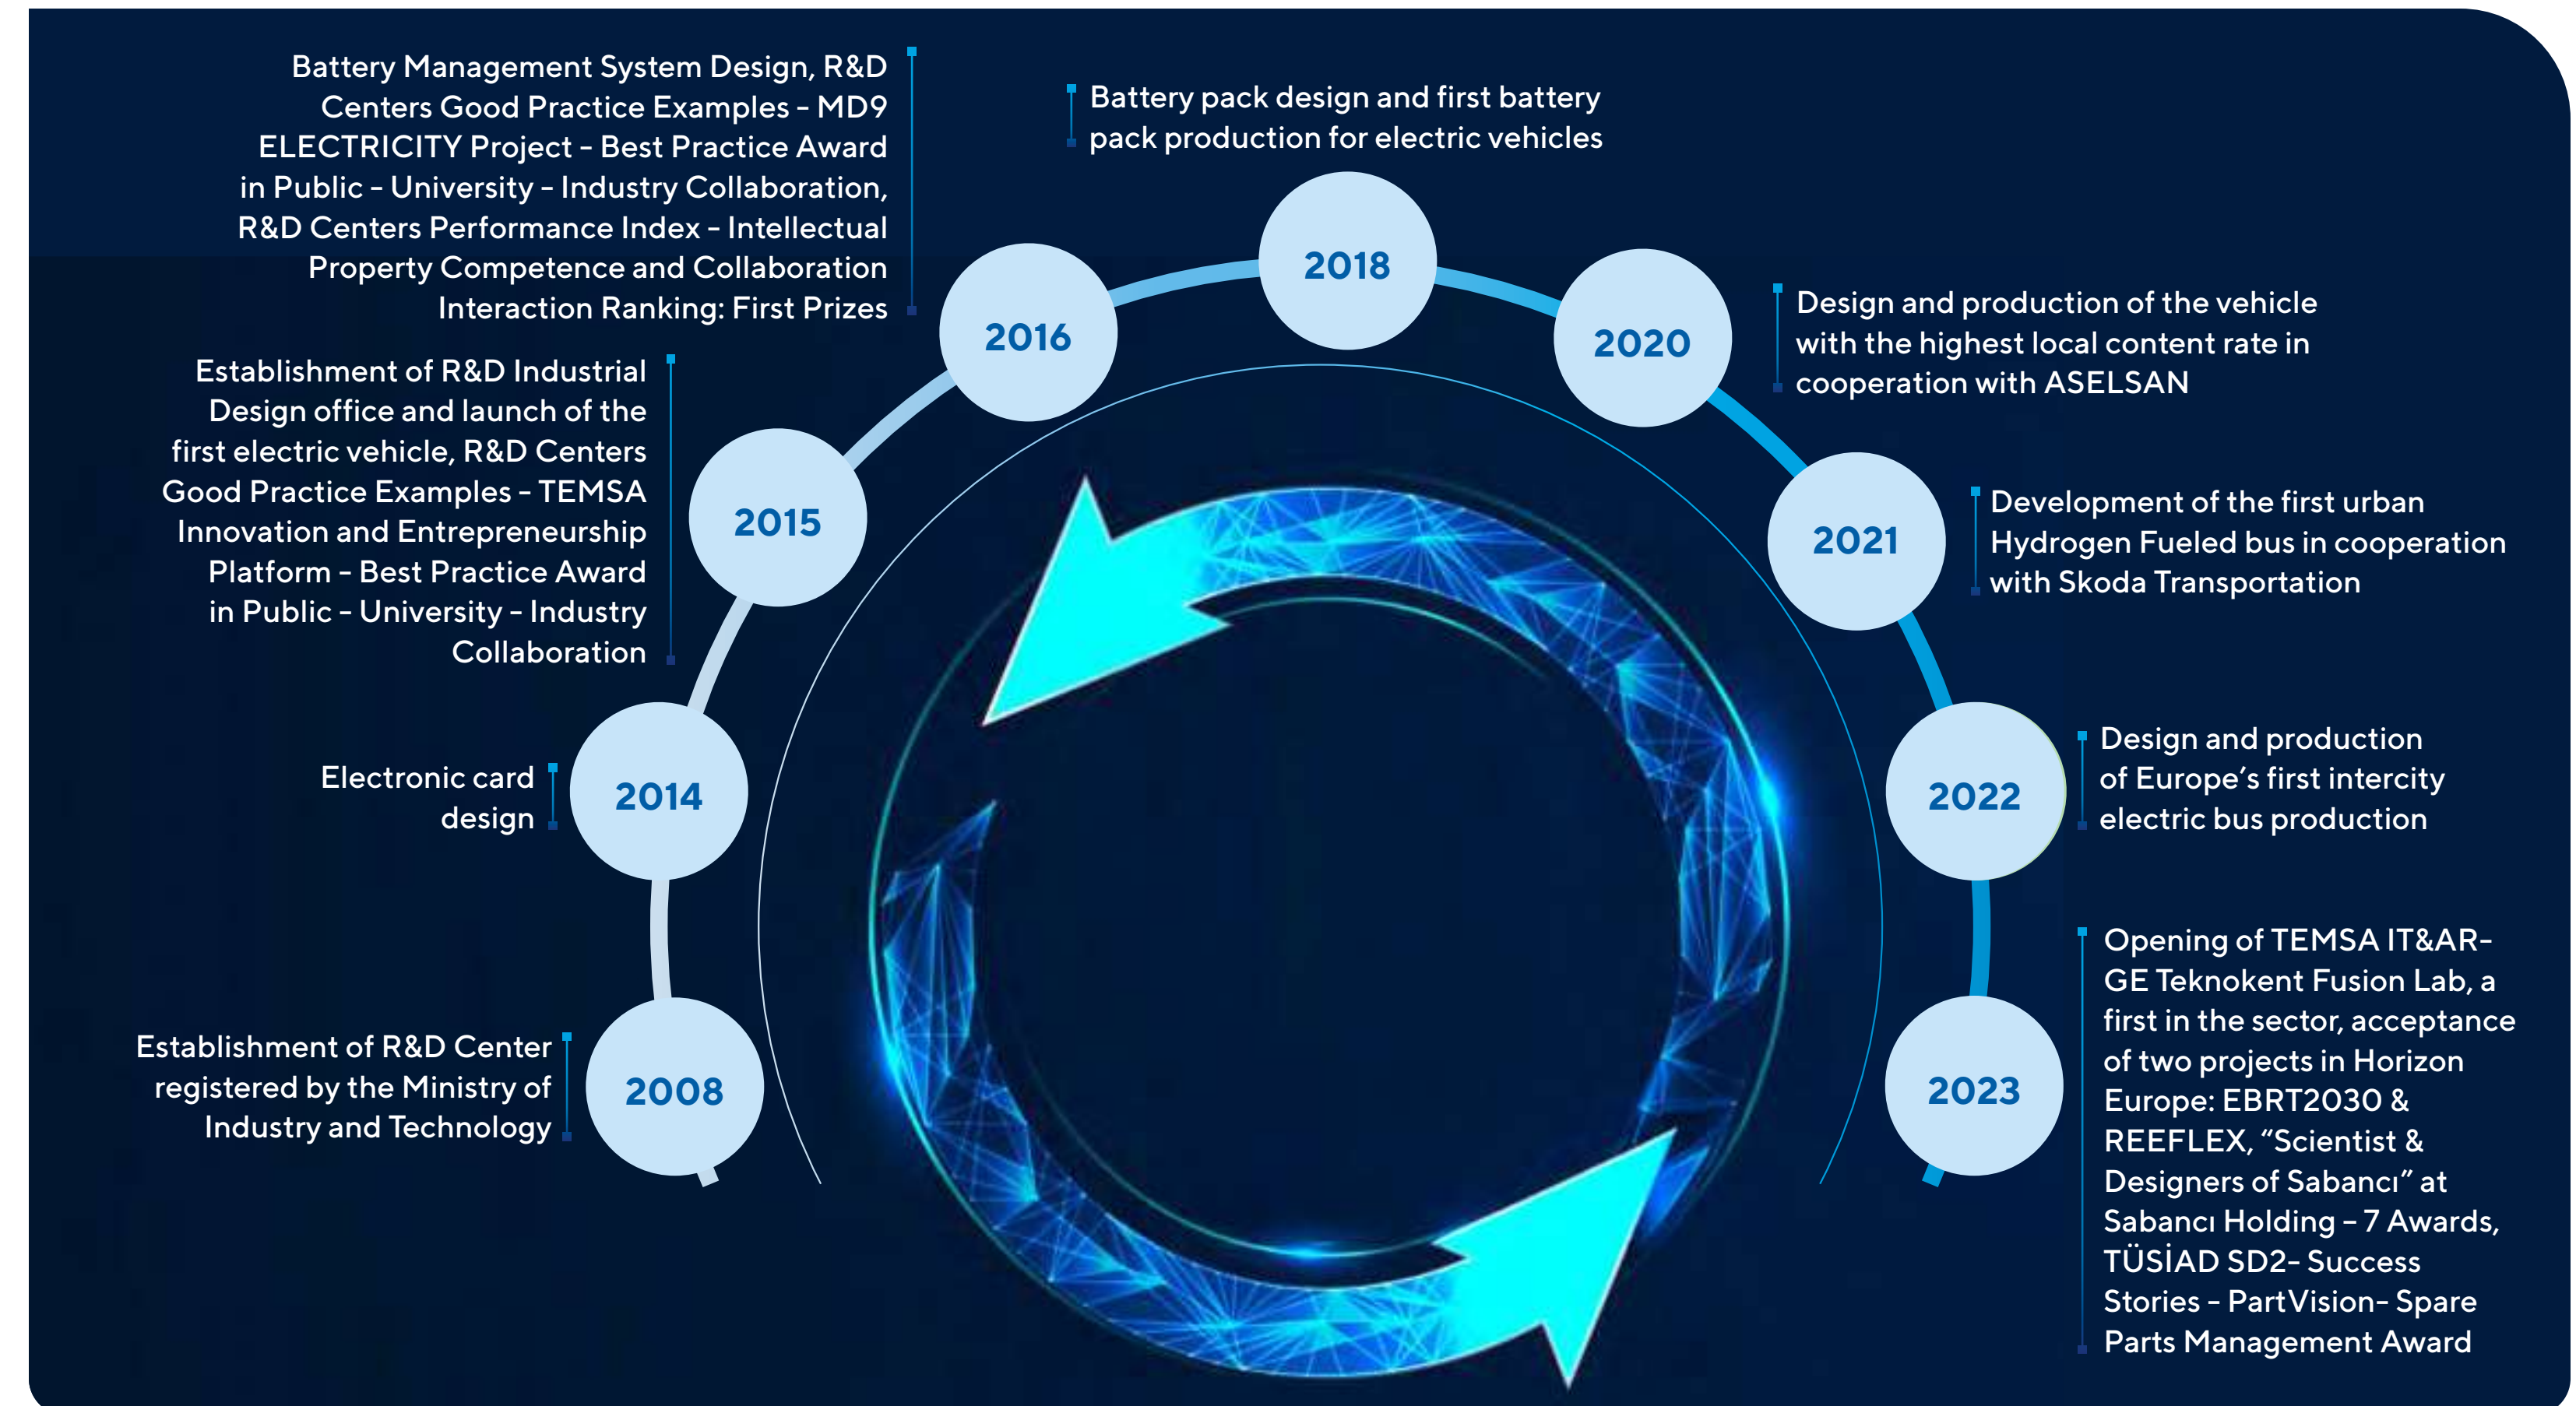 2008
Establishment of R&D Center
registered by the Ministry of
Industry and Technology
2014
Electronic card
design
2015
Establishment of R&D Industrial
Design office and launch of the
first electric vehicle, R&D Centers
Good Practice Examples - TEMSA
Innovation and Entrepreneurship
Platform - Best Practice Award
in Public - University - Industry
Collaboration
2016
Battery Management System Design, R&D
Centers Good Practice Examples - MD9
ELECTRICITY Project - Best Practice Award
in Public - University - Industry Collaboration,
R&D Centers Performance Index - Intellectual
Property Competence and Collaboration
Interaction Ranking: First Prizes
2018
Battery pack design and first battery
pack production for electric vehicles
2020
Design and production of the vehicle
with the highest local content rate in
cooperation with ASELSAN
2021
Development of the first urban
Hydrogen Fueled bus in cooperation
with Skoda Transportation
2022
Design and production
of Europe’s first intercity
electric bus production
2023
Opening of TEMSA IT&AR-
GE Teknokent Fusion Lab, a
first in the sector, acceptance
of two projects in Horizon
Europe: EBRT2030 &
REEFLEX, “Scientist &
Designers of Sabancı” at
Sabancı Holding – 7 Awards,
TÜSİAD SD2- Success
Stories - PartVision- Spare
Parts Management Award